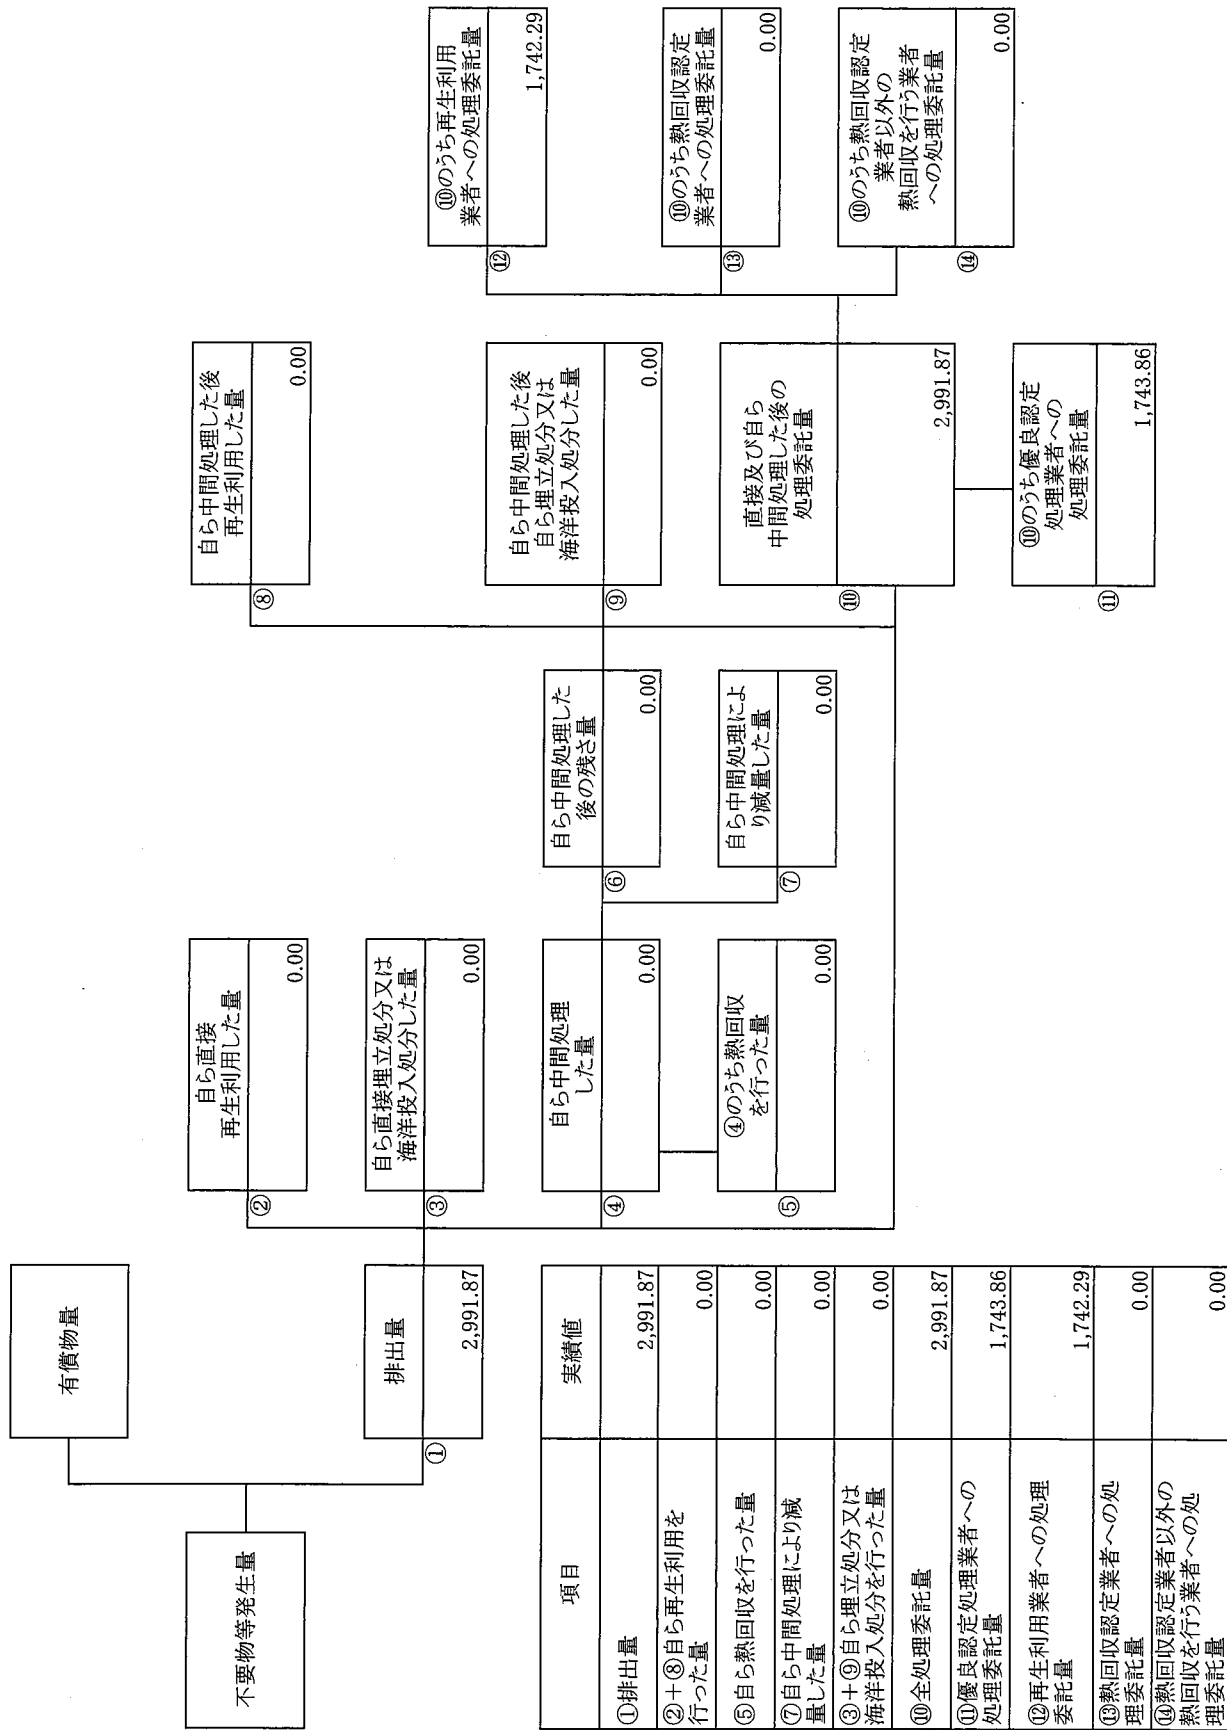 不要物等発生量
有償物量
①
排出量
2,991.87
②
自ら直接
再生利用した量
0.00
③
自ら直接埋立処分又は
海洋投入処分した量
0.00
④
自ら中間処理
した量
0.00
⑤
④のうち熱回収
を行った量
0.00
⑥
自ら中間処理した
後の残さ量
0.00
⑦
自ら中間処理によ
り減量した量
0.00
⑧
自ら中間処理した後
再生利用した量
0.00
⑨
自ら中間処理した後
自ら埋立処分又は
海洋投入処分した量
0.00
⑩
直接及び自ら
中間処理した後の
処理委託量
2,991.87
⑪
⑩のうち優良認定
処理業者への
処理委託量
1,743.86
⑫
⑩のうち再生利用
業者への処理委託量
1,742.29
⑬
⑩のうち熱回収認定
業者への処理委託量
0.00
⑭
⑩のうち熱回収認定
業者以外の
熱回収を行う業者
への処理委託量
0.00
項目 実績値
①排出量 2,991.87
②+⑧自ら再生利用を
行った量 0.00
⑤自ら熱回収を行った量 0.00
⑦自ら中間処理により減
量した量 0.00
③+⑨自ら埋立処分又は
海洋投入処分を行った量 0.00
⑩全処理委託量 2,991.87
⑪優良認定処理業者への
処理委託量 1,743.86
⑫再生利用業者への処理
委託量 1,742.29
⑬熱回収認定業者への処
理委託量 0.00
⑭熱回収認定業者以外の
熱回収を行う業者への処
理委託量 0.00